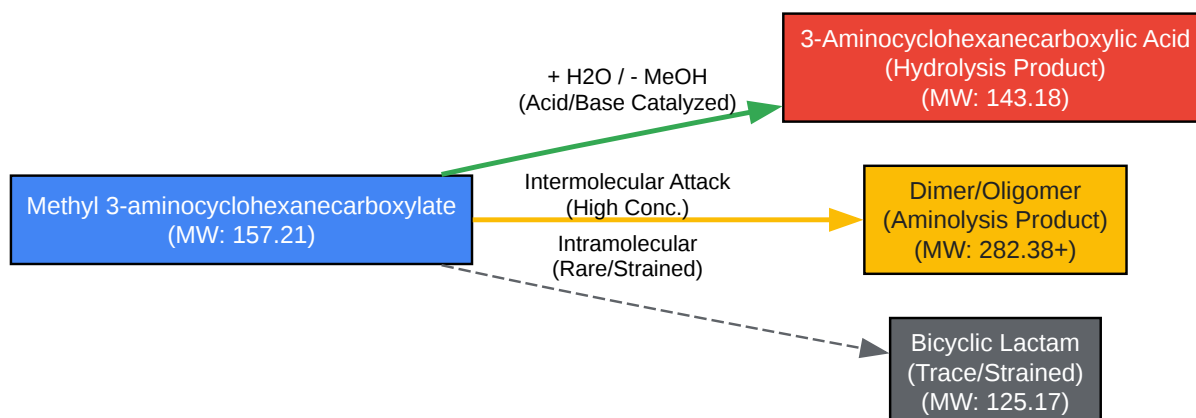 3-Aminocyclohexanecarboxylic Acid
(Hydrolysis Product)
(MW: 143.18)
+ H2O / - MeOH
(Acid/Base Catalyzed)
Methyl 3-aminocyclohexanecarboxylate
(MW: 157.21)
Intermolecular Attack
(High Conc.)
Dimer/Oligomer
(Aminolysis Product)
(MW: 282.38+)
Intramolecular
(Rare/Strained)
Bicyclic Lactam
(Trace/Strained)
(MW: 125.17)